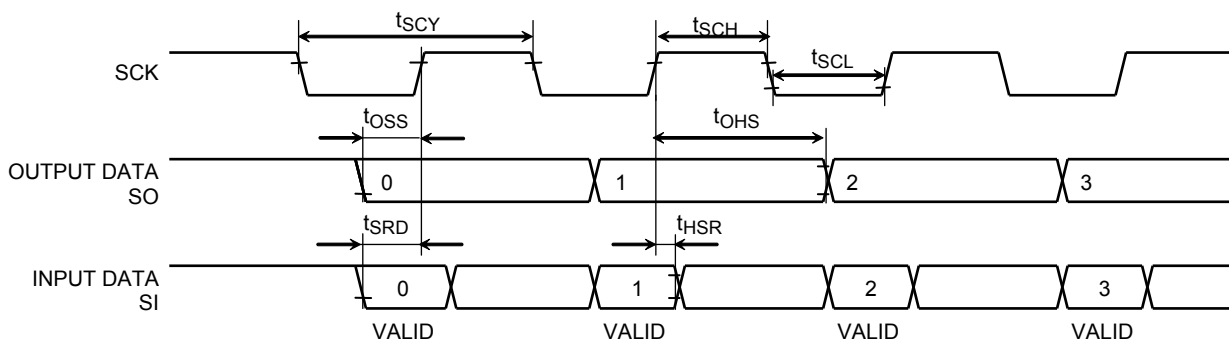 tSCY
tSCH
SCK
tSCL
tOSS
tOHS
OUTPUT DATA
SO
0 1 2 3
tSRD
tHSR
INPUT DATA
SI
0 1 2 3
VALID VALID VALID VALID